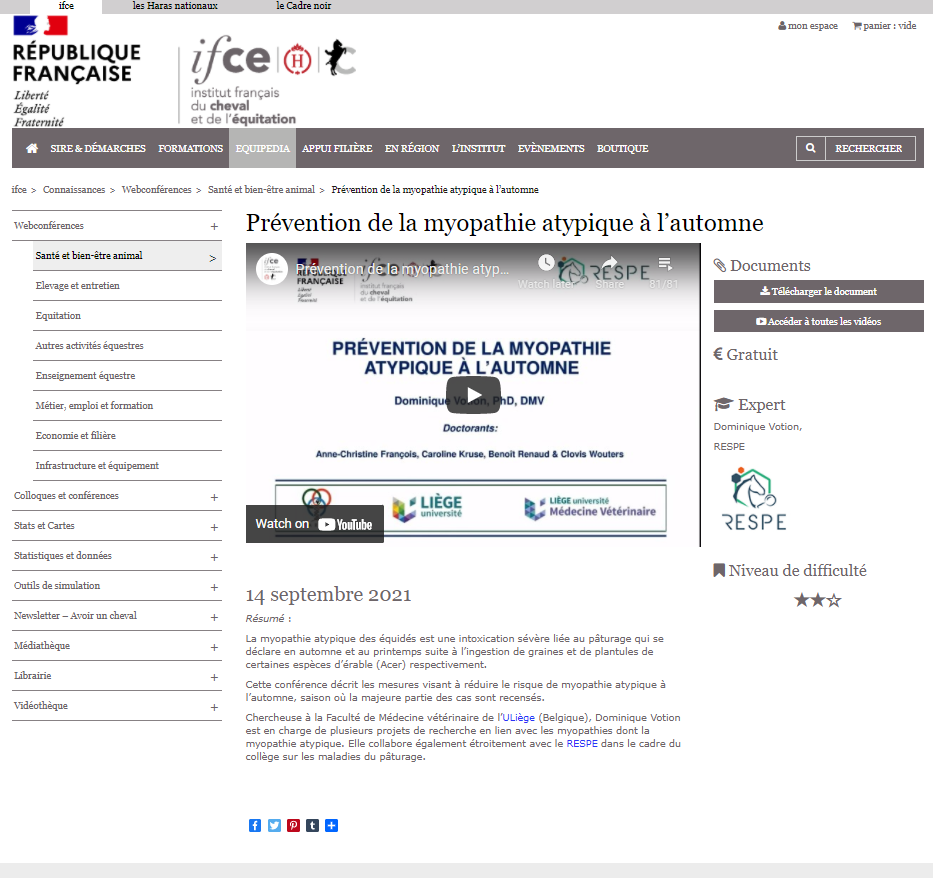 ifce
les Haras nationaux
le Cadre noir
mon espace
panier : vide
RÉPUBLIQUE
FRANÇAISE
Liberté
Égalité
Fraternité
ifce
H
institut français
du cheval
et de l'équitation
SIRE & DÉMARCHES
FORMATIONS
EQUIPEDIA
APPUI FILIÈRE
EN RÉGION
L'INSTITUT
EVÈNEMENTS
BOUTIQUE
RECHERCHER
ifce > Connaissances > Webconférences > Santé et bien-être animal > Prévention de la myopathie atypique à l'automne
Webconférences +
Santé et bien-être animal >
Elevage et entretien
Equitation
Autres activités équestres
Enseignement équestre
Métier, emploi et formation
Economie et filière
Infrastructure et équipement
Colloques et conférences +
Stats et Cartes +
Statistiques et données +
Outils de simulation +
Newsletter – Avoir un cheval +
Médiathèque +
Librairie +
Vidéothèque +
Prévention de la myopathie atypique à l'automne
Prévention de la myopathie atyp...
Watch later
Share
81/81
RÉPUBLIQUE
FRANÇAISE
institut français
du cheval
et de l'équitation
RESPE
PRÉVENTION DE LA MYOPATHIE
ATYPIQUE À L'AUTOMNE
Dominique Votion, PhD, DMV
Doctorants:
Anne-Christine François, Caroline Kruse, Benoît Renaud & Clovis Wouters
LIÈGE
université
LIÈGE université
Médecine Vétérinaire
Watch on YouTube
14 septembre 2021
Résumé :
La myopathie atypique des équidés est une intoxication sévère liée au pâturage qui se
déclare en automne et au printemps suite à l'ingestion de graines et de plantules de
certaines espèces d'érable (Acer) respectivement.
Cette conférence décrit les mesures visant à réduire le risque de myopathie atypique à
l'automne, saison où la majeure partie des cas sont recensés.
Chercheuse à la Faculté de Médecine vétérinaire de l'ULiège (Belgique), Dominique Votion
est en charge de plusieurs projets de recherche en lien avec les myopathies dont la
myopathie atypique. Elle collabore également étroitement avec le RESPE dans le cadre du
collège sur les maladies du pâturage.
Documents
Télécharger le document
Accéder à toutes les vidéos
€ Gratuit
Expert
Dominique Votion,
RESPE
RESPE
Niveau de difficulté